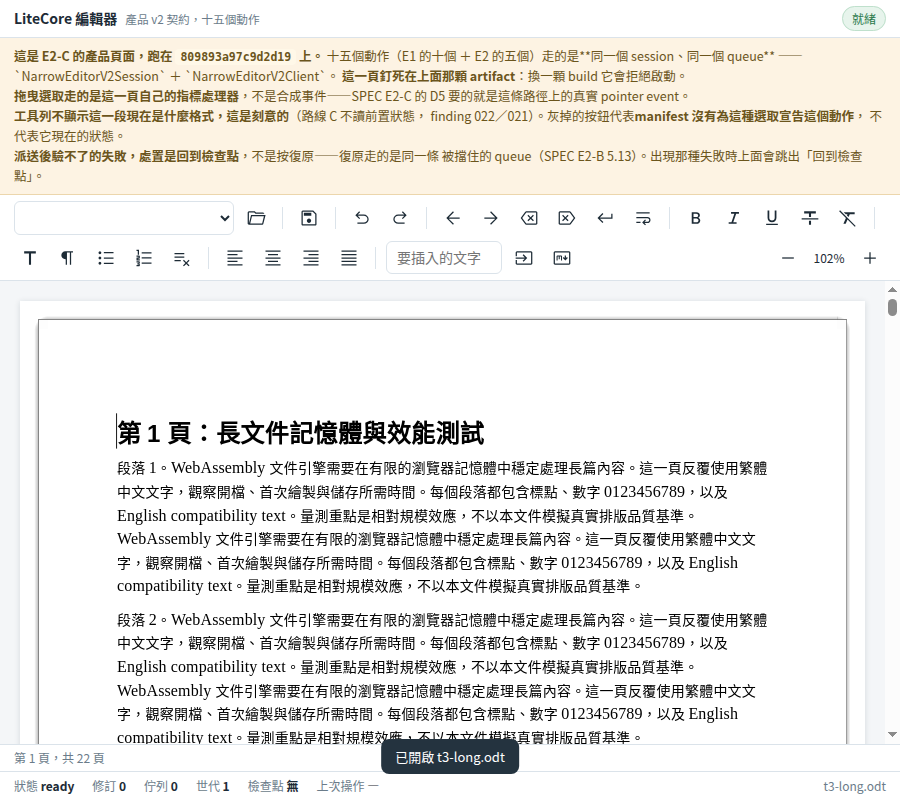 LiteCore 編輯器 產品 v2 契約，十五個動作 就緒
這是 E2-C 的產品頁面，跑在 809893a97c9d2d19 上。 十五個動作（E1 的十個 ＋ E2 的五個）走的是**同一個 session、同一個 queue** ──
`NarrowEditorV2Session` ＋ `NarrowEditorV2Client`。 這一頁釘死在上面那顆 artifact：換一顆 build 它會拒絕啟動。
拖曳選取走的是這一頁自己的指標處理器，不是合成事件──SPEC E2-C 的 D5 要的就是這條路徑上的真實 pointer event。
工具列不顯示這一段現在是什麼格式，這是刻意的（路線 C 不讀前置狀態， finding 022／021）。灰掉的按鈕代表manifest 沒有為這種選取宣告這個動作， 不
代表它現在的狀態。
派送後驗不了的失敗，處置是回到檢查點，不是按復原──復原走的是同一條 被擋住的 queue（SPEC E2-B 5.13）。出現那種失敗時上面會跳出「回到檢查
點」。
要插入的文字 102%
第 1 頁：長文件記憶體與效能測試
段落 1。WebAssembly 文件引擎需要在有限的瀏覽器記憶體中穩定處理長篇內容。這一頁反覆使用繁體
中文文字，觀察開檔、首次繪製與儲存所需時間。每個段落都包含標點、數字 0123456789，以及
English compatibility text。量測重點是相對規模效應，不以本文件模擬真實排版品質基準。
WebAssembly 文件引擎需要在有限的瀏覽器記憶體中穩定處理長篇內容。這一頁反覆使用繁體中文文
字，觀察開檔、首次繪製與儲存所需時間。每個段落都包含標點、數字 0123456789，以及 English
compatibility text。量測重點是相對規模效應，不以本文件模擬真實排版品質基準。
段落 2。WebAssembly 文件引擎需要在有限的瀏覽器記憶體中穩定處理長篇內容。這一頁反覆使用繁體
中文文字，觀察開檔、首次繪製與儲存所需時間。每個段落都包含標點、數字 0123456789，以及
English compatibility text。量測重點是相對規模效應，不以本文件模擬真實排版品質基準。
WebAssembly 文件引擎需要在有限的瀏覽器記憶體中穩定處理長篇內容。這一頁反覆使用繁體中文文
字，觀察開檔、首次繪製與儲存所需時間。每個段落都包含標點、數字 0123456789，以及 English
compatibility text。量測重點是相對規模效應，不以本文件模擬真實排版品質基準。
已開啟 t3-long.odt
第 1 頁，共 22 頁
狀態 ready 修訂 0 佇列 0 世代 1 檢查點 無 上次操作 — t3-long.odt